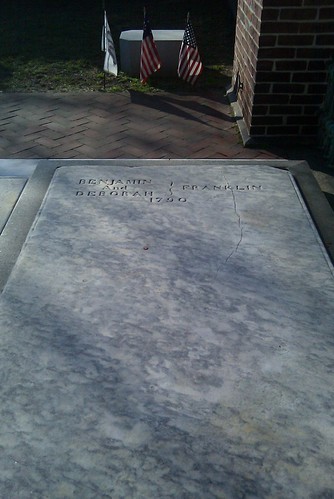 BENJAMIN
And
DEBORAH
FRANKLIN
1790